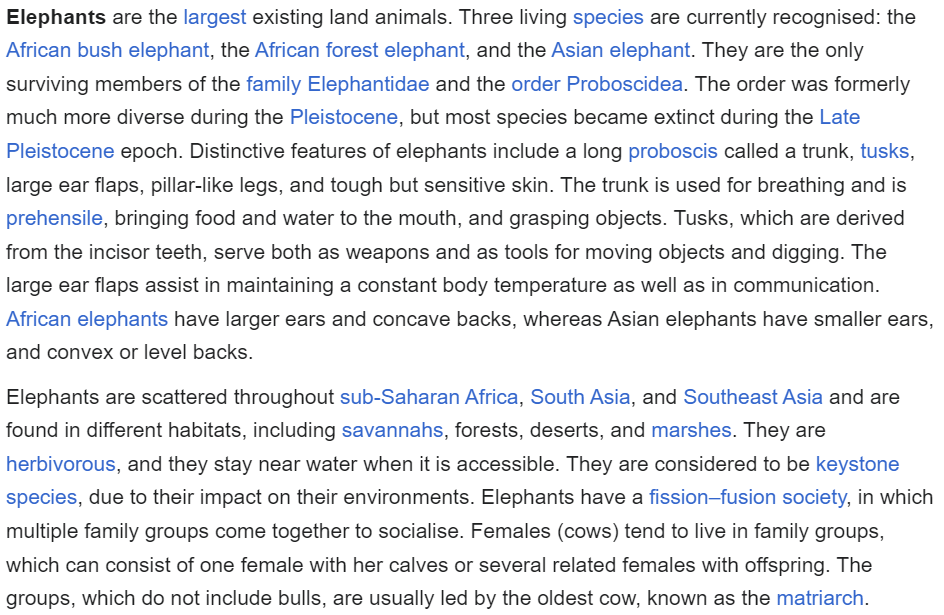 Elephants are the largest existing land animals. Three living species are currently recognised: the
African bush elephant, the African forest elephant, and the Asian elephant. They are the only
surviving members of the family Elephantidae and the order Proboscidea. The order was formerly
much more diverse during the Pleistocene, but most species became extinct during the Late
Pleistocene epoch. Distinctive features of elephants include a long proboscis called a trunk, tusks,
large ear flaps, pillar-like legs, and tough but sensitive skin. The trunk is used for breathing and is
prehensile, bringing food and water to the mouth, and grasping objects. Tusks, which are derived
from the incisor teeth, serve both as weapons and as tools for moving objects and digging. The
large ear flaps assist in maintaining a constant body temperature as well as in communication.
African elephants have larger ears and concave backs, whereas Asian elephants have smaller ears,
and convex or level backs.
Elephants are scattered throughout sub-Saharan Africa, South Asia, and Southeast Asia and are
found in different habitats, including savannahs, forests, deserts, and marshes. They are
herbivorous, and they stay near water when it is accessible. They are considered to be keystone
species, due to their impact on their environments. Elephants have a fission–fusion society, in which
multiple family groups come together to socialise. Females (cows) tend to live in family groups,
which can consist of one female with her calves or several related females with offspring. The
groups, which do not include bulls, are usually led by the oldest cow, known as the matriarch.